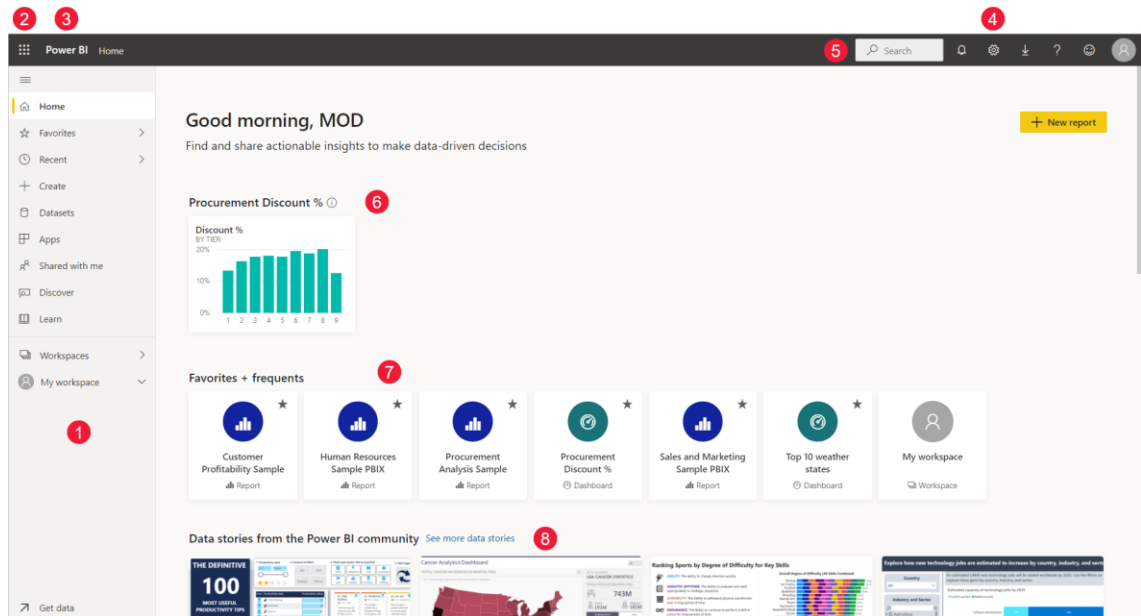 2 3 4
Power BI Home 5 Search
Home
Favorites
Recent
Create
Datasets
Apps
Shared with me
Discover
Learn
Workspaces
My workspace
1
Get data
Good morning, MOD
New report
Find and share actionable insights to make data-driven decisions
Procurement Discount % 6
Discount %
BY TIER
20%
10%
0%
1 2 3 4 5 6 7 8 9
Favorites + frequents 7
Customer Profitability Sample
Report
Human Resources Sample PBIX
Report
Procurement Analysis Sample
Report
Procurement Discount %
Dashboard
Sales and Marketing Sample PBIX
Report
Top 10 weather states
Dashboard
My workspace
Workspace
Data stories from the Power BI community See more data stories 8
THE DEFINITIVE
100
MOST USEFUL
Cancer Analytics Dashboard
USA CANCER STATISTICS
743M
Ranking Sports by Degree of Difficulty for Key Skills
Explore how new technology jobs are estimated to increase by country, industry, and sector
Country
Industry and Sector